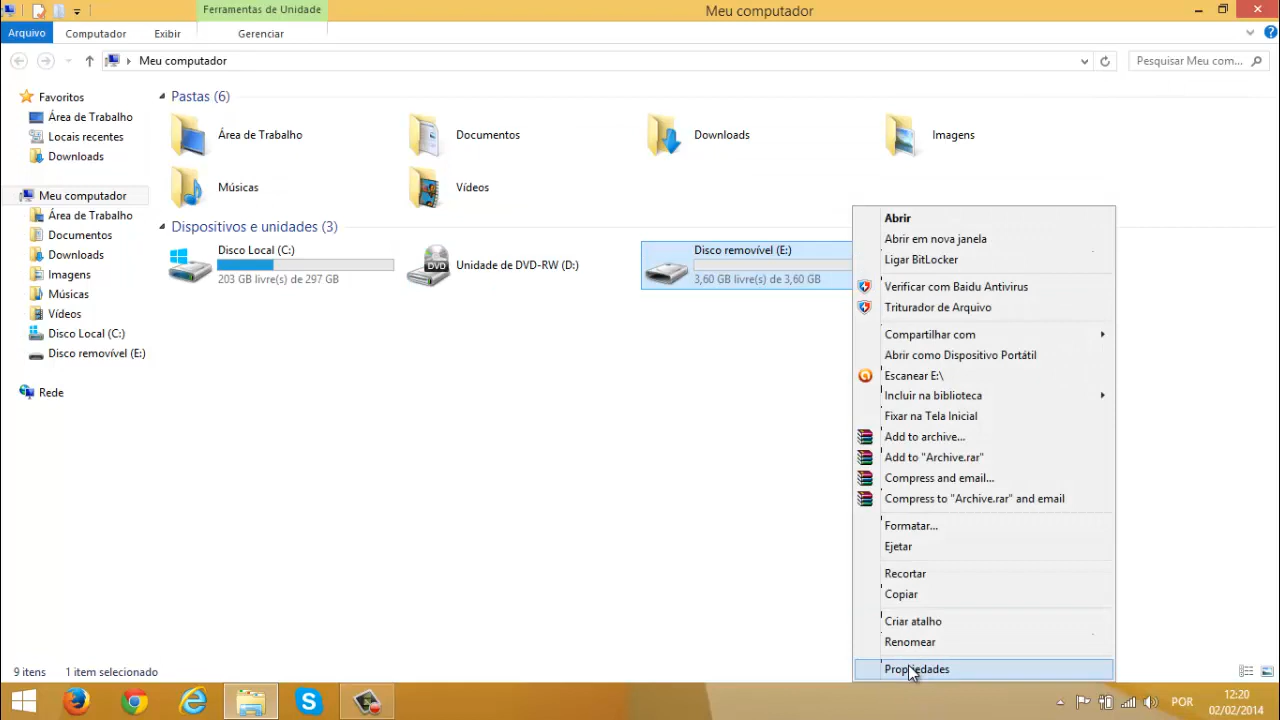 Ferramentas de Unidade
Meu computador
Arquivo
Computador
Exibir
Gerenciar
Meu computador
Pesquisar Meu com...
Favoritos
Área de Trabalho
Locais recentes
Downloads
Meu computador
Área de Trabalho
Documentos
Downloads
Imagens
Músicas
Vídeos
Disco Local (C:)
Disco removível (E:)
Rede
Pastas (6)
Área de Trabalho
Documentos
Downloads
Imagens
Músicas
Vídeos
Dispositivos e unidades (3)
Disco Local (C:)
203 GB livre(s) de 297 GB
DVD
Unidade de DVD-RW (D:)
Disco removível (E:)
3,60 GB livre(s) de 3,60 GB
Abrir
Abrir em nova janela
Ligar BitLocker
Verificar com Baidu Antivirus
Triturador de Arquivo
Compartilhar com
Abrir como Dispositivo Portátil
Escanear E:\
Incluir na biblioteca
Fixar na Tela Inicial
Add to archive...
Add to "Archive.rar"
Compress and email...
Compress to "Archive.rar" and email
Formatar...
Ejetar
Recortar
Copiar
Criar atalho
Renomear
Propriedades
9 itens
1 item selecionado
POR
12:20
02/02/2014